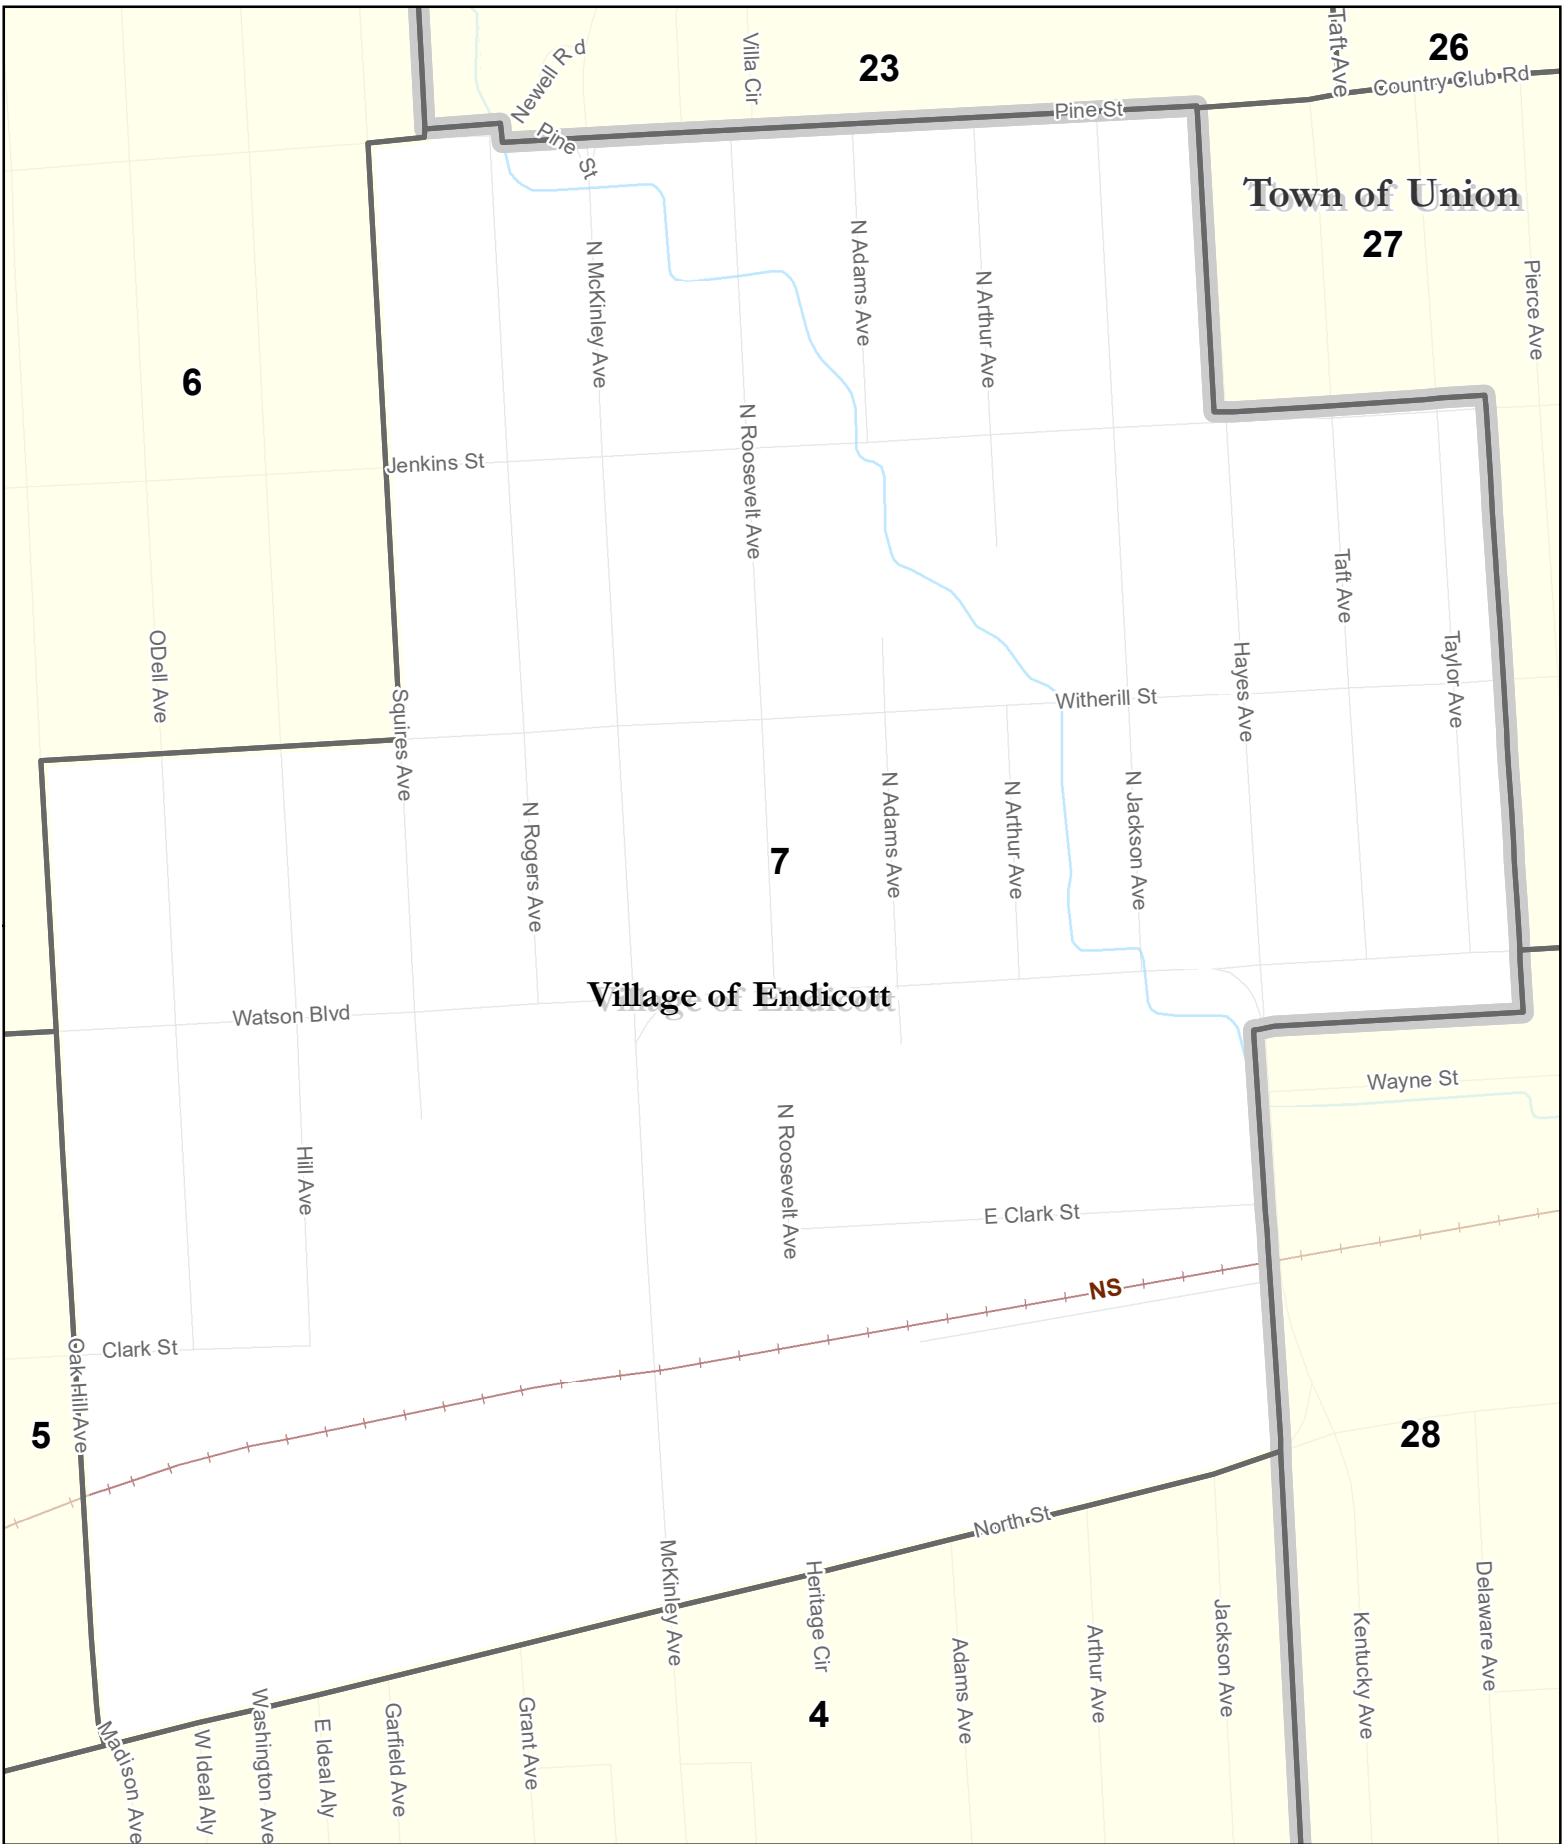 Newell Rd
Villa Cir
23
Taft Ave
26
Country Club Rd
Pine St
Pine St
Town of Union
27
Pierce Ave
N McKinley Ave
N Adams Ave
N Arthur Ave
6
Jenkins St
N Roosevelt Ave
Taft Ave
ODell Ave
Squires Ave
Witherill St
Hayes Ave
Taylor Ave
N Rogers Ave
7
N Adams Ave
N Arthur Ave
N Jackson Ave
Village of Endicott
Watson Blvd
Wayne St
Hill Ave
N Roosevelt Ave
E Clark St
NS
Clark St
Oak Hill Ave
5
28
North St
McKinley Ave
Heritage Cir
Adams Ave
Arthur Ave
Jackson Ave
Kentucky Ave
Delaware Ave
4
Madison Ave
W Ideal Aly
Washington Ave
E Ideal Aly
Garfield Ave
Grant Ave